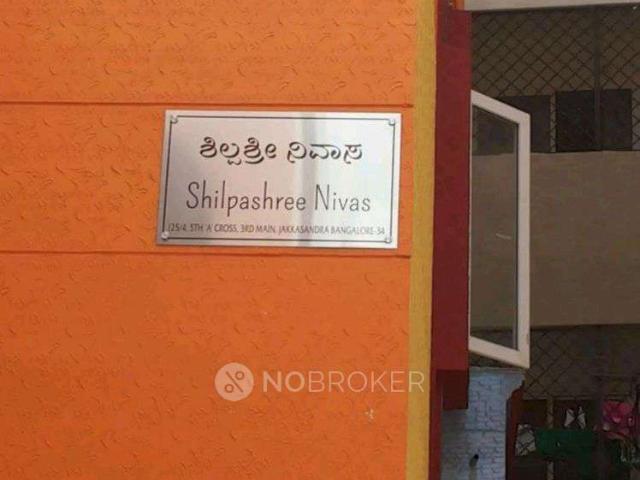 ಶಿಲ್ಪಶ್ರೀ ನಿವಾಸ
Shilpashree Nivas
125/4, 5TH 'A' CROSS, 3RD MAIN, JAKKASANDRA BANGALORE-34
NOBROKER